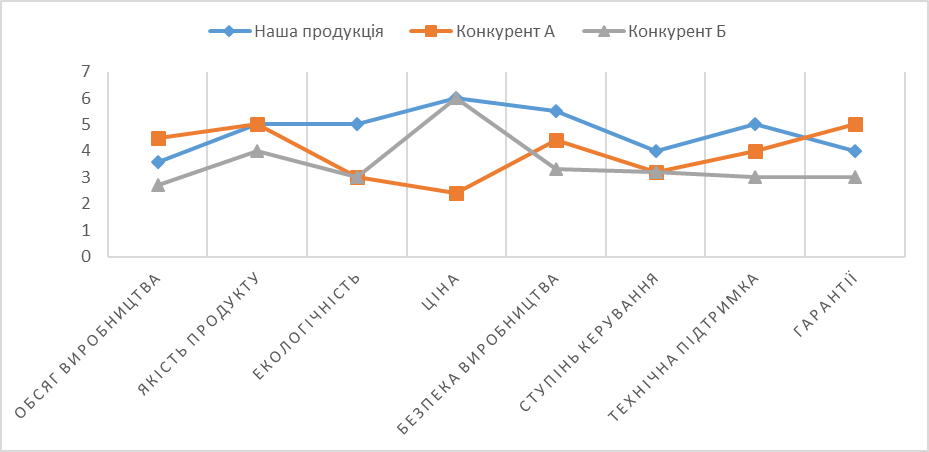 Наша продукція Конкурент А Конкурент Б
7
6
5
4
3
2
1
0
ОБСЯГ ВИРОБНИЦТВА
ЯКІСТЬ ПРОДУКТУ
ЕКОЛОГІЧНІСТЬ
ЦІНА
БЕЗПЕКА ВИРОБНИЦТВА
СТУПІНЬ КЕРУВАННЯ
ТЕХНІЧНА ПІДТРИМКА
ГАРАНТІЇ